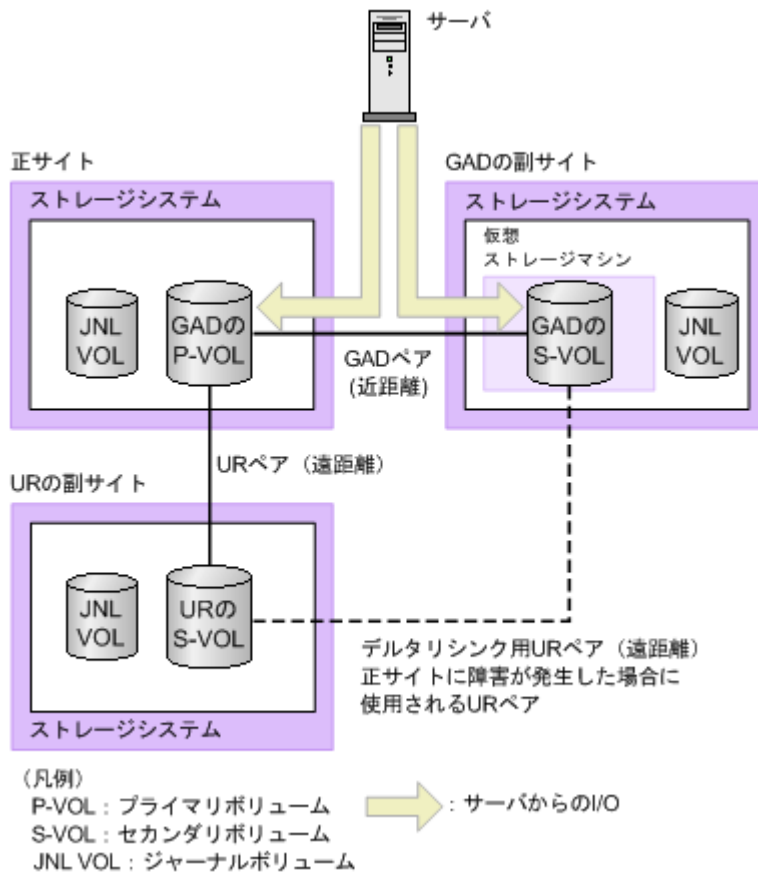 サーバ
正サイト
ストレージシステム
JNL
VOL
GADの
P-VOL
GADの副サイト
ストレージシステム
仮想
ストレージマシン
GADの
S-VOL
JNL
VOL
GADペア
(近距離)
URペア（遠距離）
URの副サイト
JNL
VOL
URの
S-VOL
ストレージシステム
デルタリシンク用URペア（遠距離）
正サイトに障害が発生した場合に
使用されるURペア
（凡例）
P-VOL：プライマリボリューム
：サーバからのI/O
S-VOL：セカンダリボリューム
JNL VOL：ジャーナルボリューム